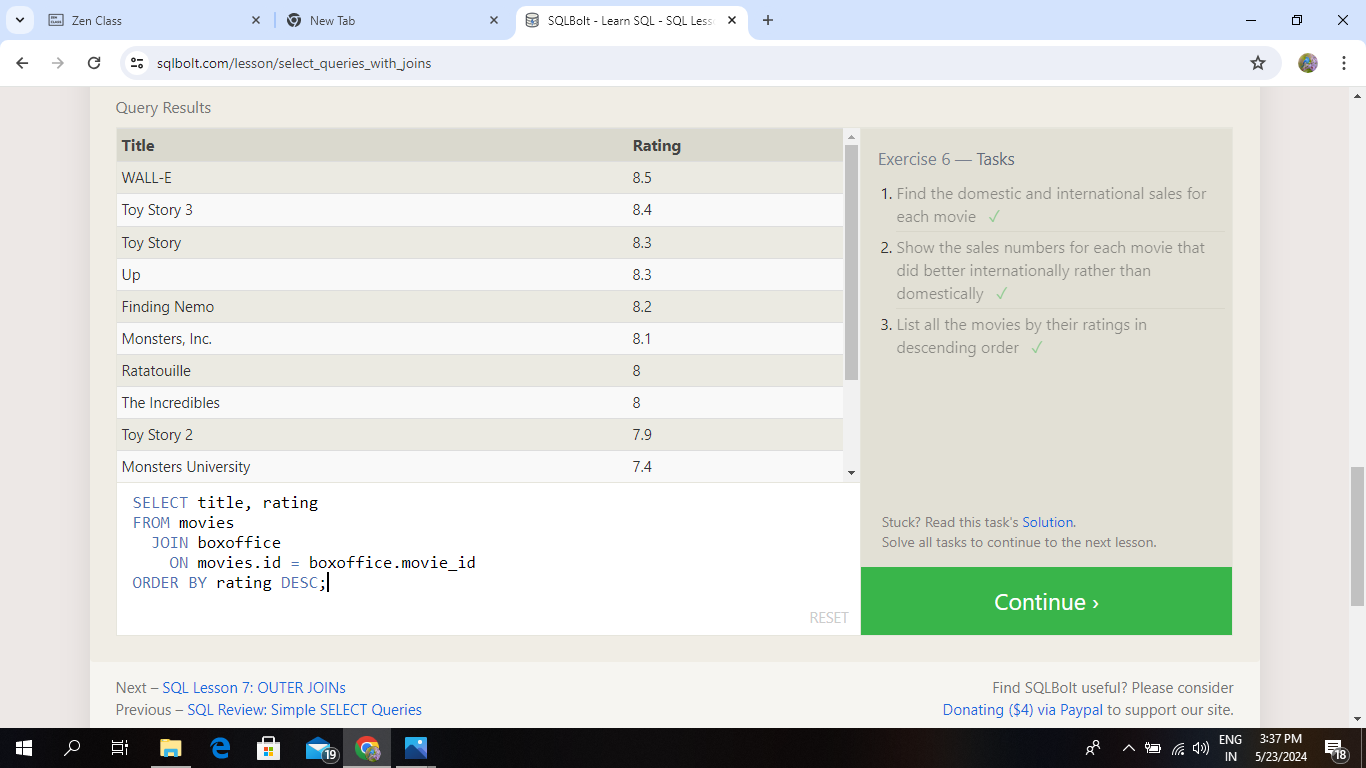 Zen Class
New Tab
SQLBolt - Learn SQL - SQL Less
sqlbolt.com/lesson/select_queries_with_joins
Query Results
Title Rating
WALL-E 8.5
Toy Story 3 8.4
Toy Story 8.3
Up 8.3
Finding Nemo 8.2
Monsters, Inc. 8.1
Ratatouille 8
The Incredibles 8
Toy Story 2 7.9
Monsters University 7.4
SELECT title, rating
FROM movies
JOIN boxoffice
ON movies.id = boxoffice.movie_id
ORDER BY rating DESC;
RESET
Exercise 6 — Tasks
1. Find the domestic and international sales for
each movie ✓
2. Show the sales numbers for each movie that
did better internationally rather than
domestically ✓
3. List all the movies by their ratings in
descending order ✓
Stuck? Read this task's Solution.
Solve all tasks to continue to the next lesson.
Continue ›
Next – SQL Lesson 7: OUTER JOINs
Previous – SQL Review: Simple SELECT Queries
Find SQLBolt useful? Please consider
Donating ($4) via Paypal to support our site.
19
ENG
IN
3:37 PM
5/23/2024
18